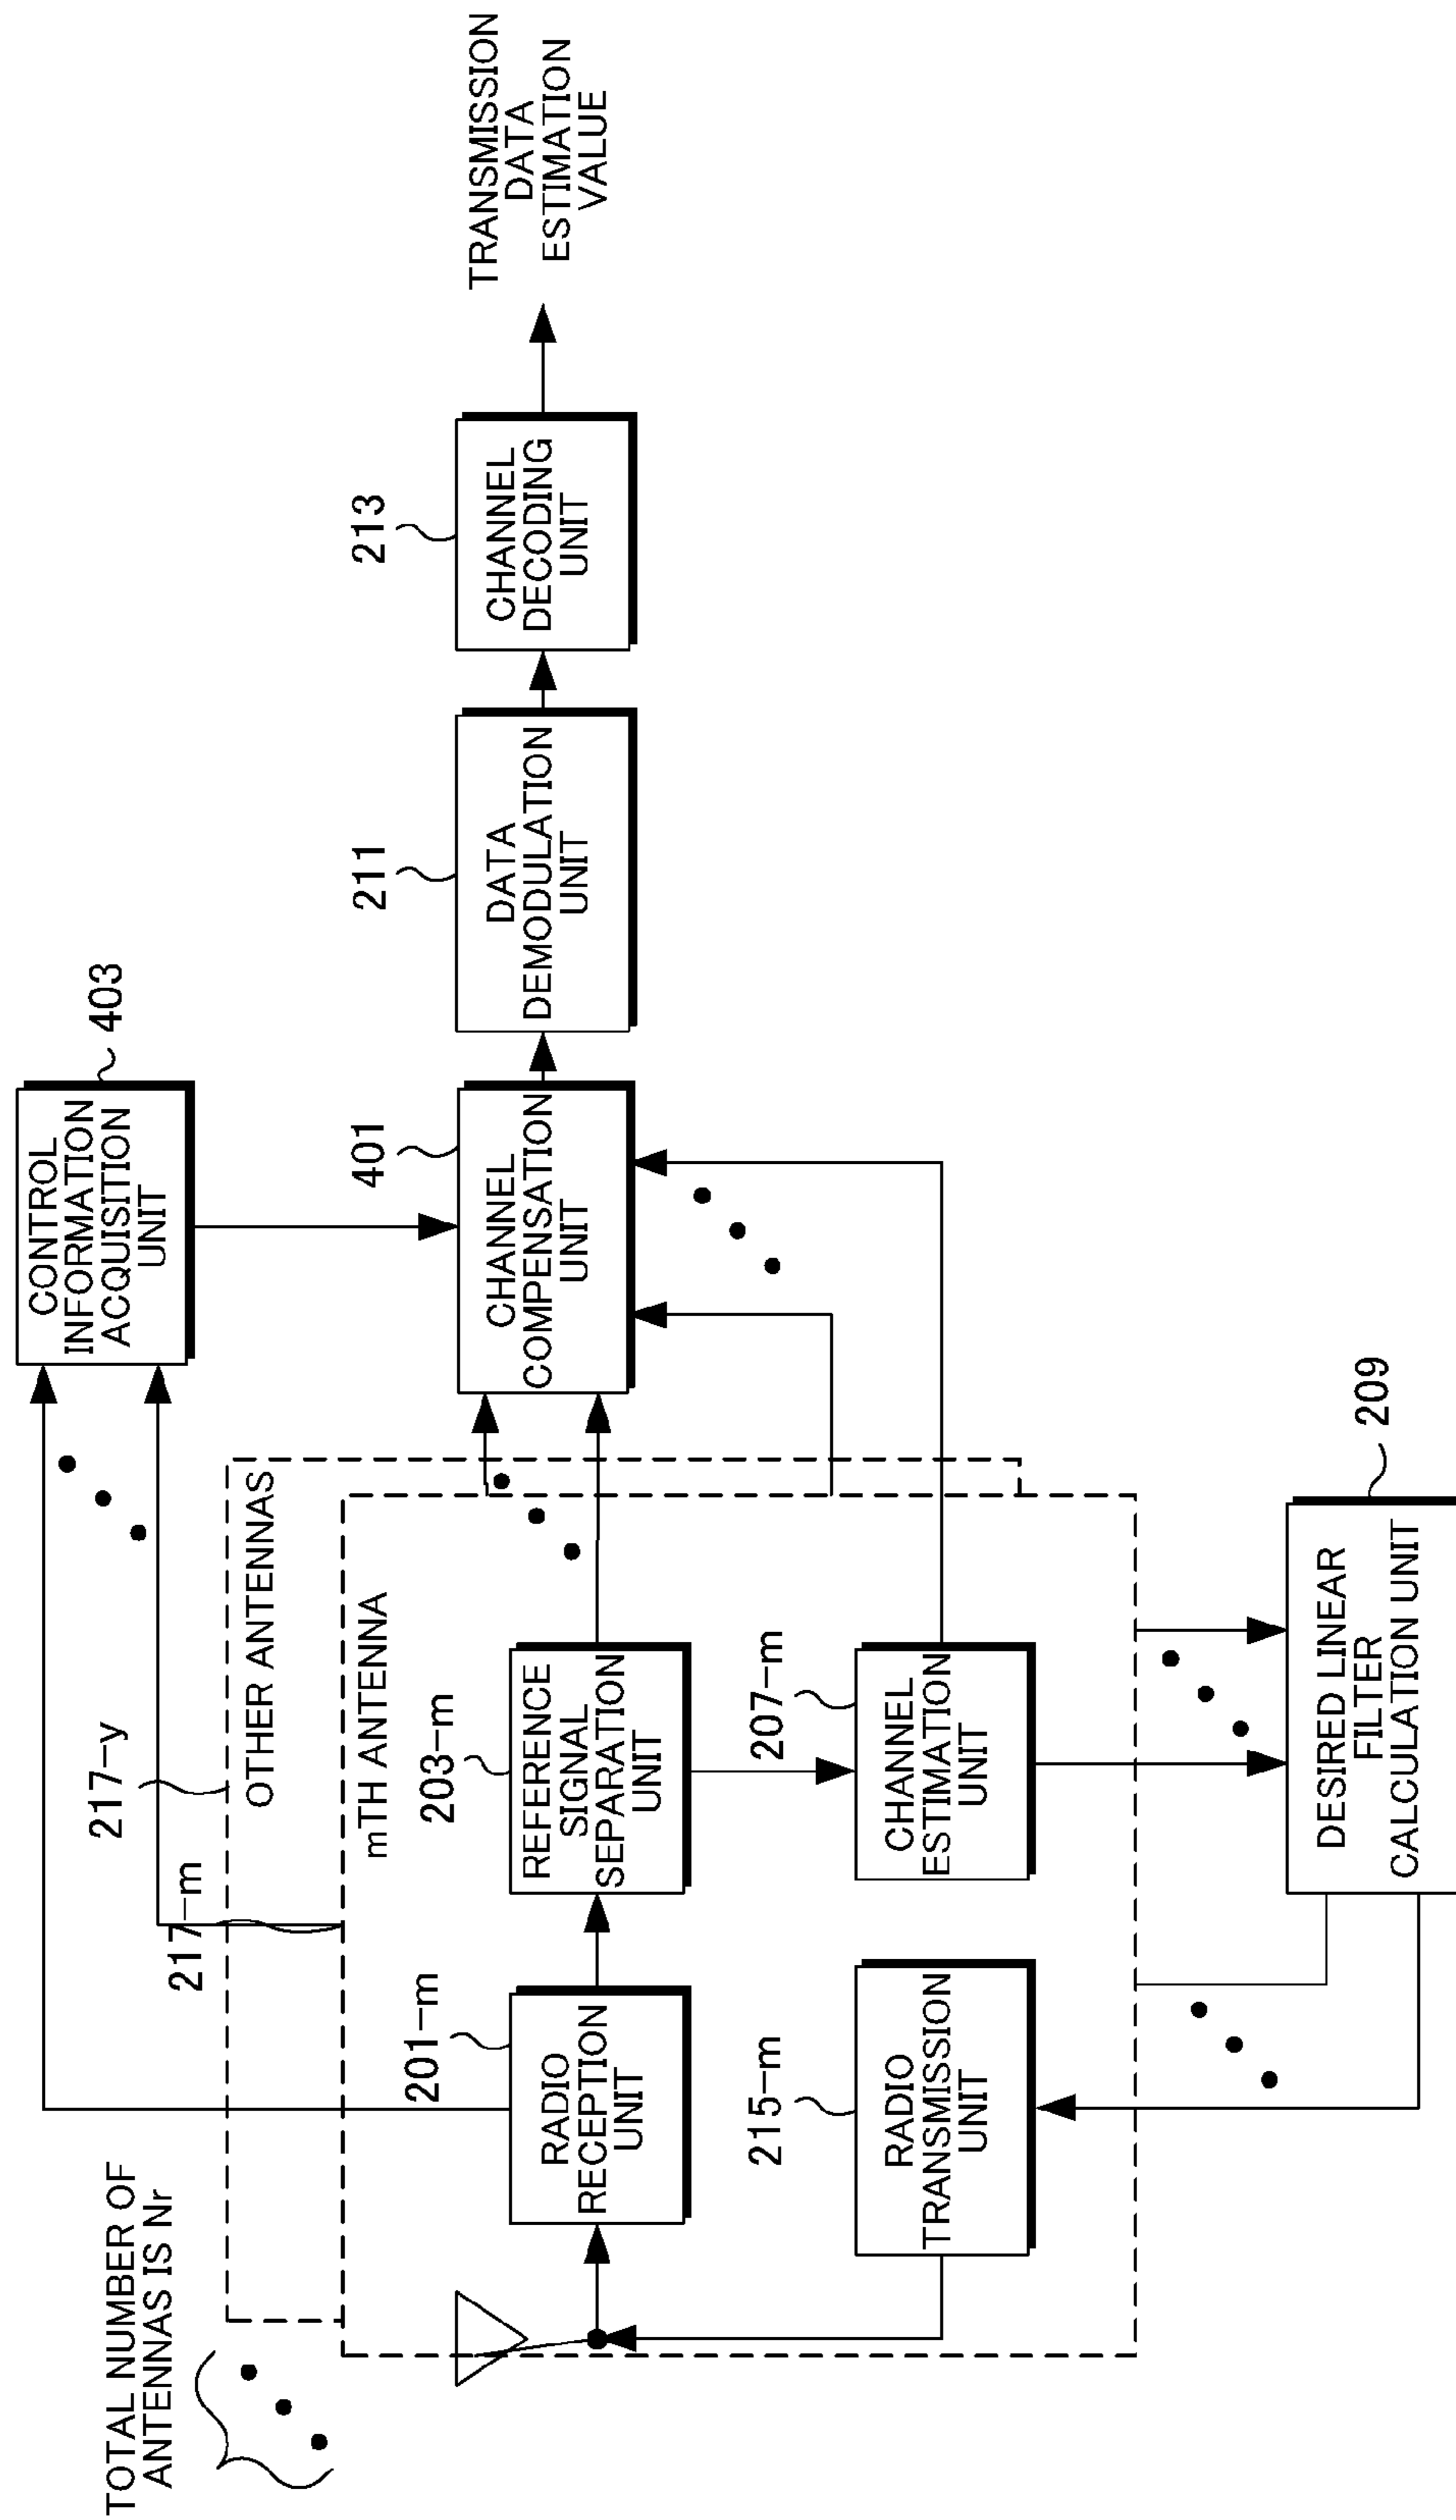 TOTAL NUMBER OF
ANTENNAS IS Nr
217-m
217-y
OTHER ANTENNAS
mTH ANTENNA
CONTROL
INFORMATION
ACQUISITION
UNIT
403
201-m
RADIO
RECEPTION
UNIT
203-m
REFERENCE
SIGNAL
SEPARATION
UNIT
401
CHANNEL
COMPENSATION
UNIT
211
DATA
DEMODULATION
UNIT
213
CHANNEL
DECODING
UNIT
TRANSMISSION
DATA
ESTIMATION
VALUE
215-m
RADIO
TRANSMISSION
UNIT
207-m
CHANNEL
ESTIMATION
UNIT
209
DESIRED LINEAR
FILTER
CALCULATION UNIT